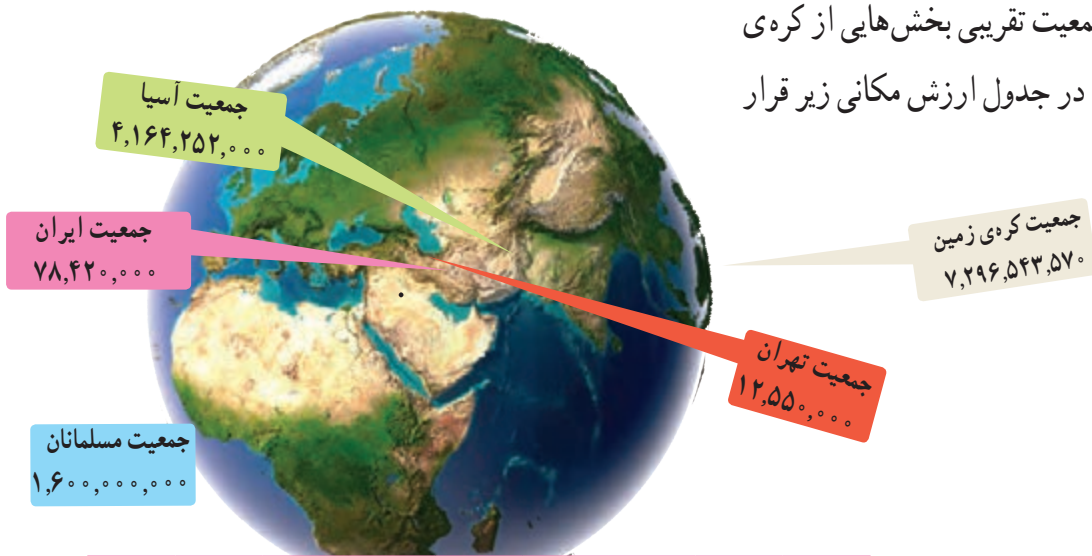 معیت تقریبی بخش‌هایی از کره‌ی
در جدول ارزش مکانی زیر قرار
جمعیت آسیا
۴,۱۶۴,۲۵۲,۰۰۰
جمعیت کره‌ی زمین
۷,۲۹۶,۵۴۳,۵۷۰
جمعیت ایران
۷۸,۴۲۰,۰۰۰
جمعیت تهران
۱۲,۵۵۰,۰۰۰
جمعیت مسلمانان
۱,۶۰۰,۰۰۰,۰۰۰